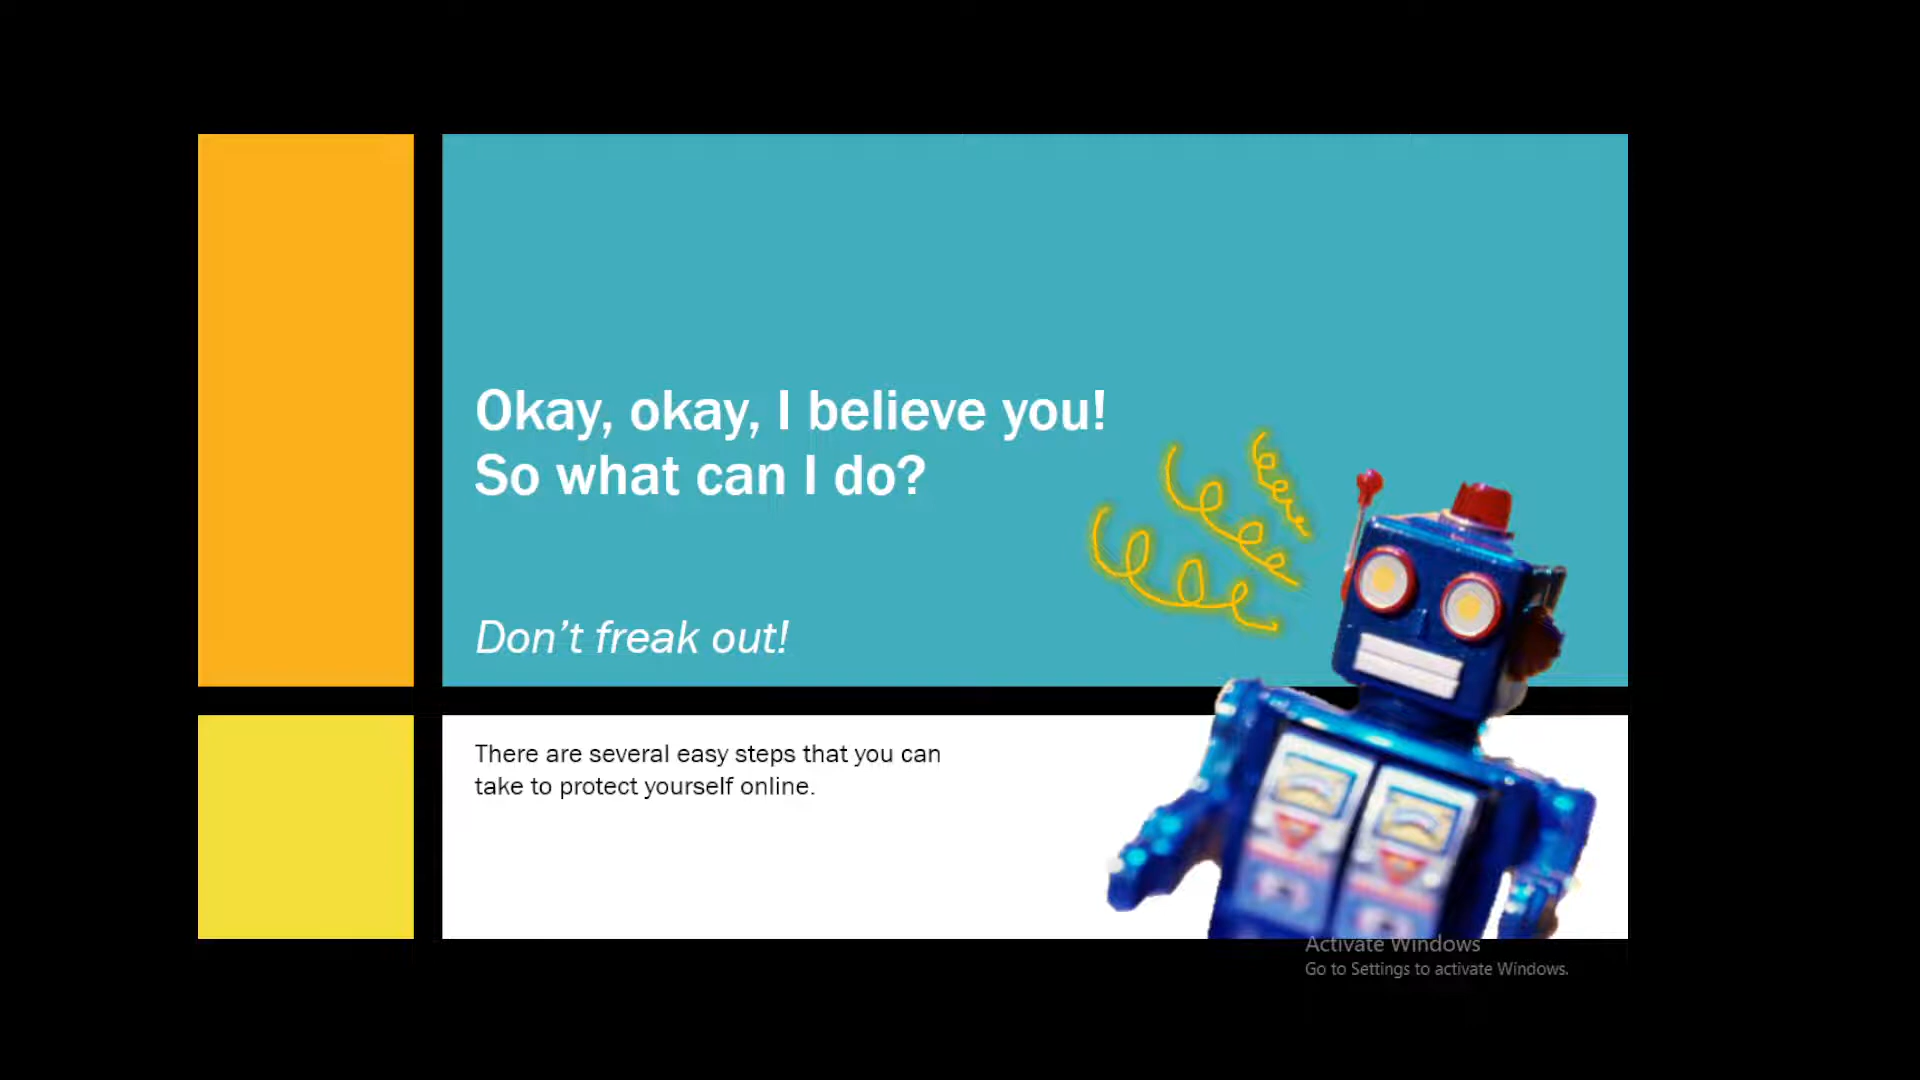 Okay, okay, I believe you!
So what can I do?
Don’t freak out!
There are several easy steps that you can
take to protect yourself online.
Activate Windows
Go to Settings to activate Windows.